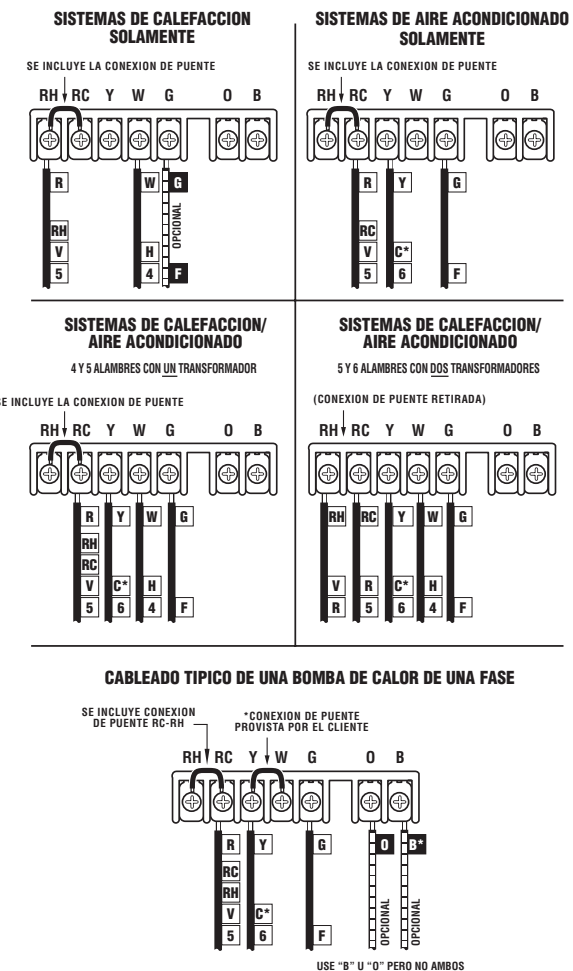 SISTEMAS DE CALEFACCION
SOLAMENTE
SE INCLUYE LA CONEXION DE PUENTE
RH RC Y W G O B
R W G
RH
V H
5 4 F
OPCIONAL
SISTEMAS DE AIRE ACONDICIONADO
SOLAMENTE
SE INCLUYE LA CONEXION DE PUENTE
RH RC Y W G O B
R Y G
RC
V C*
5 6 F
SISTEMAS DE CALEFACCION/
AIRE ACONDICIONADO
4 Y 5 ALAMBRES CON UN TRANSFORMADOR
SE INCLUYE LA CONEXION DE PUENTE
RH RC Y W G O B
R Y W G
RH
RC
V C* H
5 6 4 F
SISTEMAS DE CALEFACCION/
AIRE ACONDICIONADO
5 Y 6 ALAMBRES CON DOS TRANSFORMADORES
(CONEXION DE PUENTE RETIRADA)
RH RC Y W G O B
RH RC Y W G
V R C* H
R 5 6 4 F
CABLEADO TIPICO DE UNA BOMBA DE CALOR DE UNA FASE
SE INCLUYE CONEXION
DE PUENTE RC-RH
*CONEXION DE PUENTE
PROVISTA POR EL CLIENTE
RH RC Y W G O B
R Y G O B*
RC
RH
V C*
5 6 F
OPCIONAL
OPCIONAL
USE “B” U “O” PERO NO AMBOS